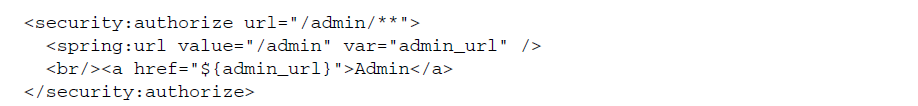 <security:authorize url="/admin/**">
  <spring:url value="/admin" var="admin_url" />
  <br/><a href="${admin_url}">Admin</a>
</security:authorize>